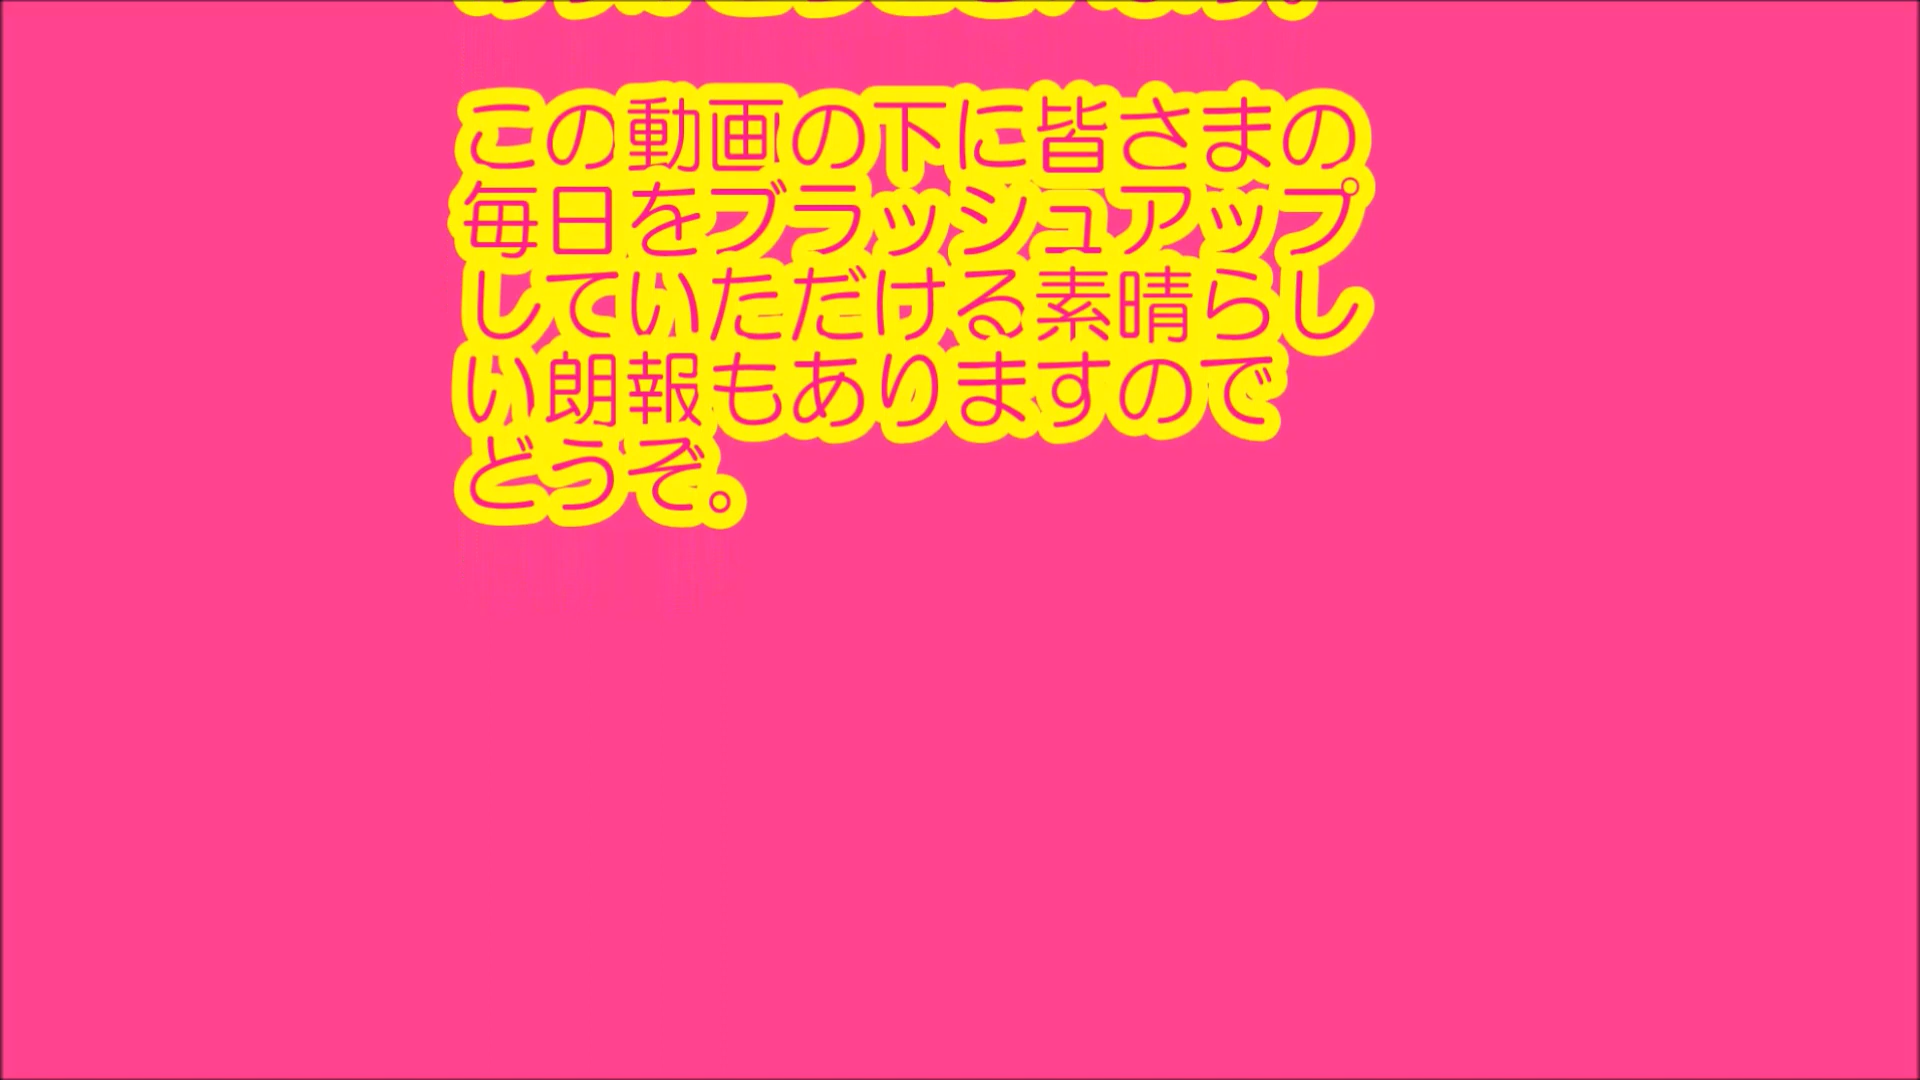 この動画の下に皆さまの
毎日をブラッシュアップ
していただける素晴らし
い朗報もありますので
どうぞ。